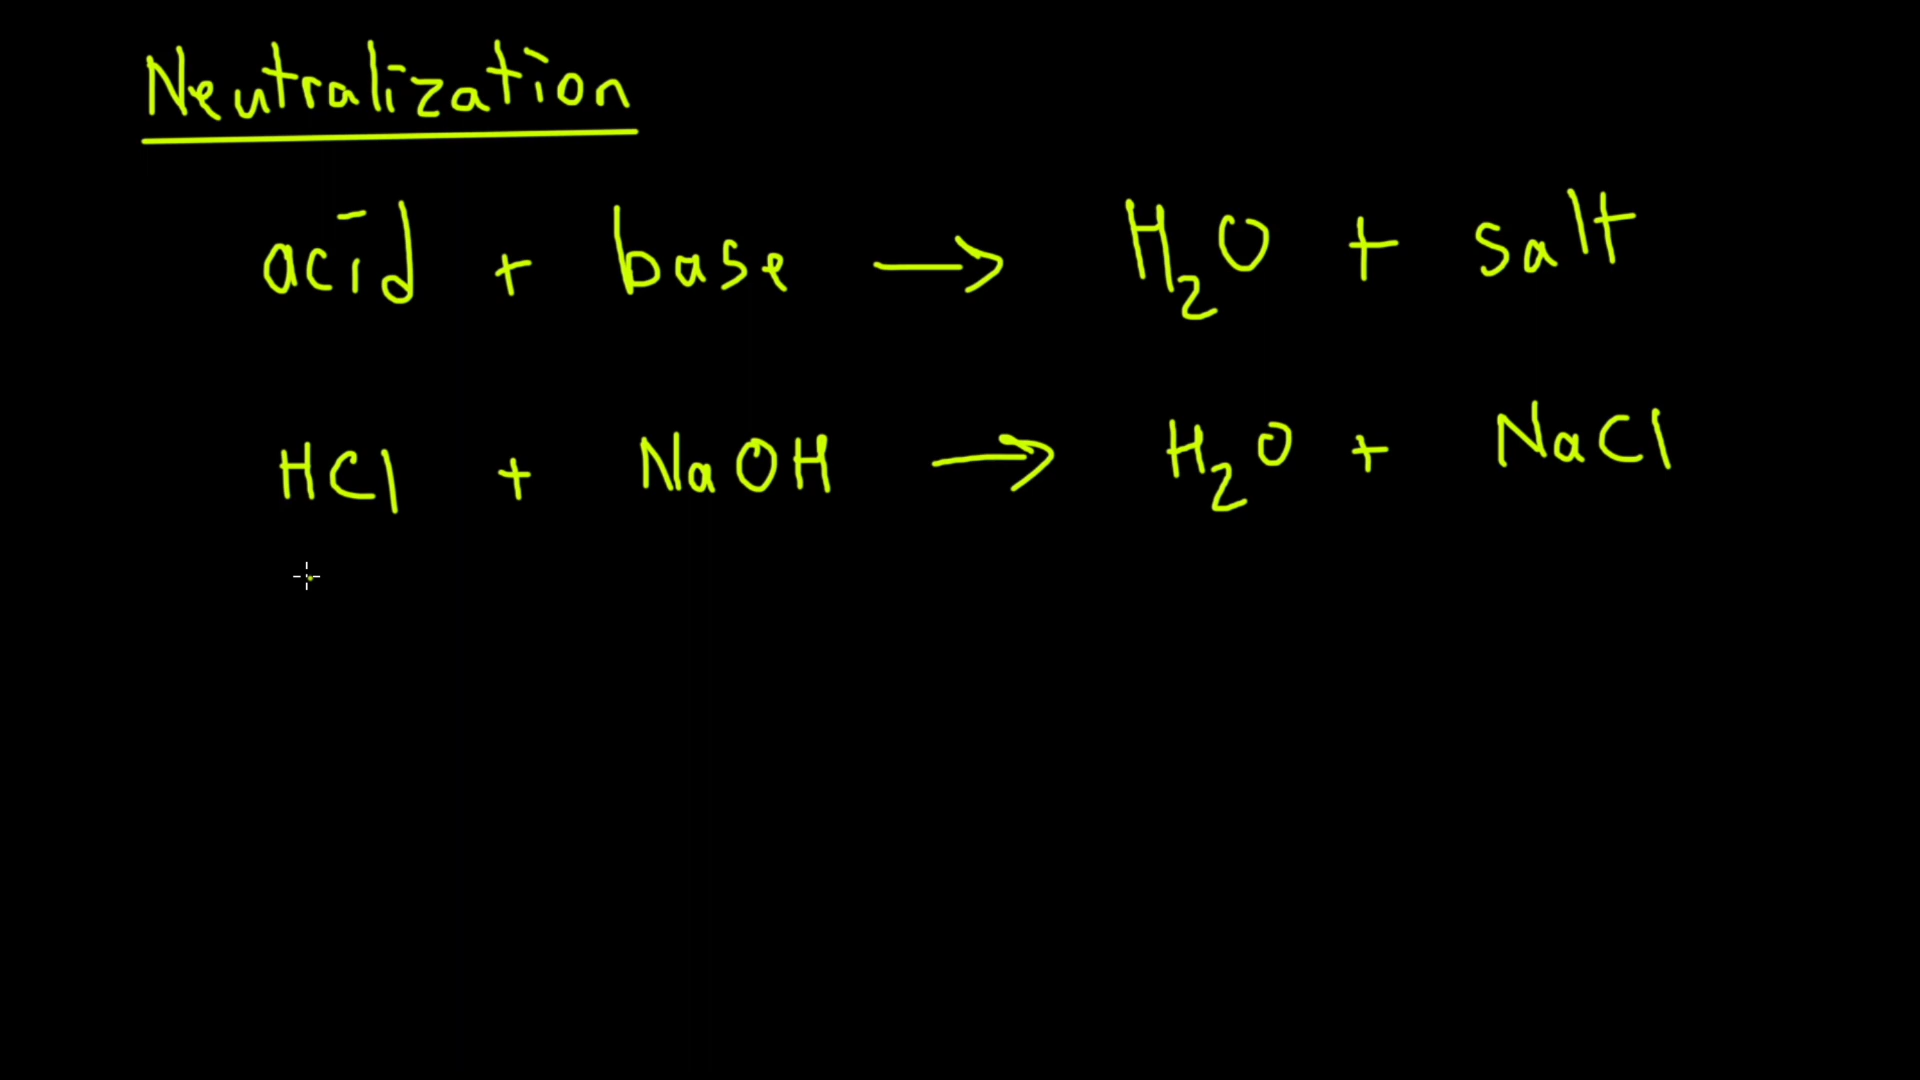 Neutralization
acid + base → H₂O + salt
HCl + NaOH → H₂O + NaCl